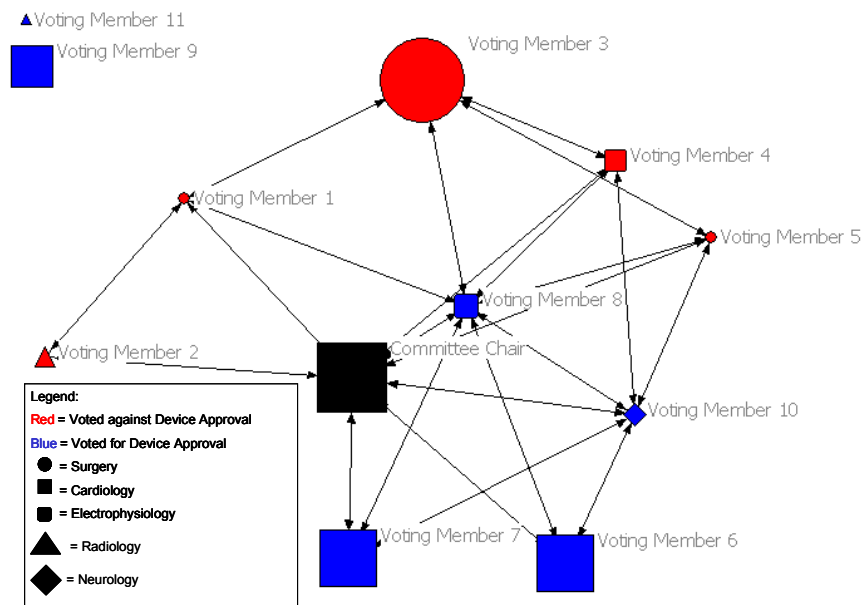 Voting Member 11
Voting Member 9
Voting Member 3
Voting Member 4
Voting Member 1
Voting Member 5
Voting Member 8
Voting Member 2
Committee Chair
Voting Member 10
Voting Member 7
Voting Member 6
Legend:
Red = Voted against Device Approval
Blue = Voted for Device Approval
= Surgery
= Cardiology
= Electrophysiology
= Radiology
= Neurology